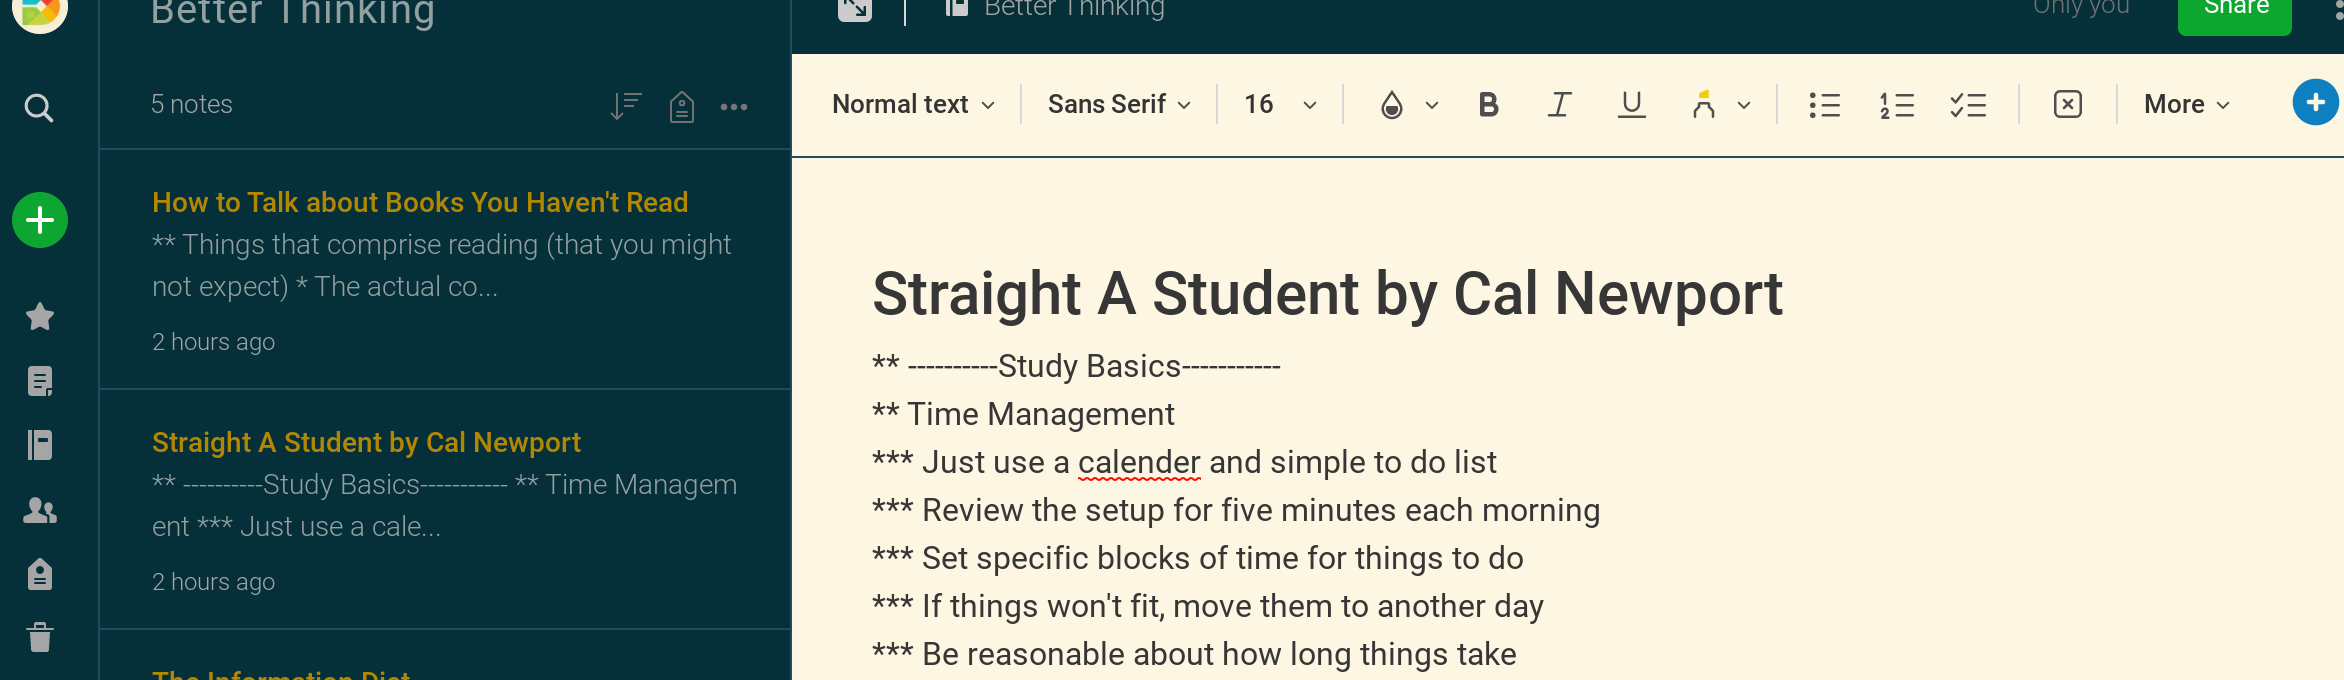 Better Thinking
5 notes
How to Talk about Books You Haven't Read
** Things that comprise reading (that you might
not expect) * The actual co...
2 hours ago
Straight A Student by Cal Newport
** ----------Study Basics----------- ** Time Managem
ent *** Just use a cale...
2 hours ago
The Information Diet
Better Thinking
Only you
Share
Normal text
Sans Serif
16
More
Straight A Student by Cal Newport
** ----------Study Basics-----------
** Time Management
*** Just use a calender and simple to do list
*** Review the setup for five minutes each morning
*** Set specific blocks of time for things to do
*** If things won't fit, move them to another day
*** Be reasonable about how long things take